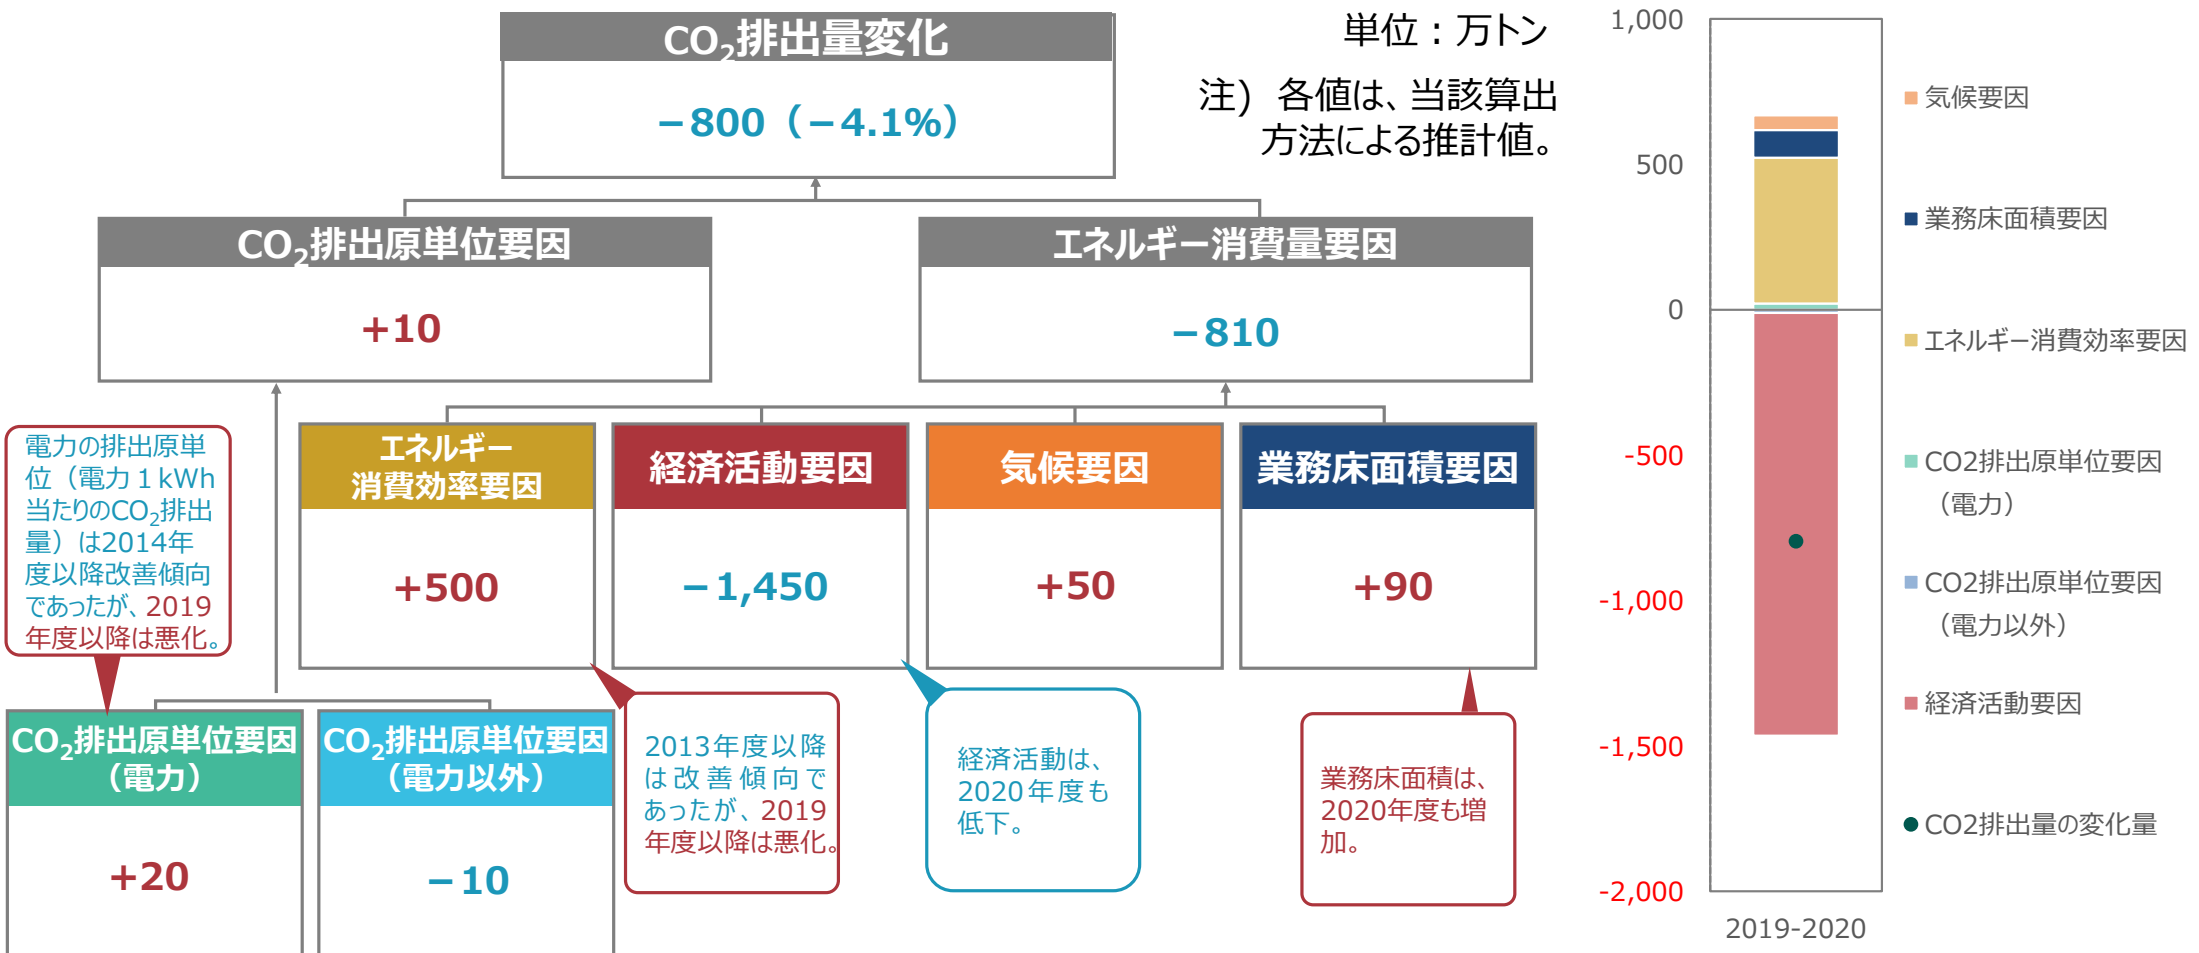 CO₂排出量変化
－800（－4.1%）
単位：万トン
注) 各値は、当該算出
方法による推計値。
CO₂排出原単位要因
+10
エネルギー消費量要因
－810
電力の排出原単
位（電力１kWh
当たりのCO₂排出
量）は2014年
度以降改善傾向
であったが、2019
年度以降は悪化。
エネルギー
消費効率要因
+500
経済活動要因
－1,450
気候要因
+50
業務床面積要因
+90
CO₂排出原単位要因
（電力）
+20
CO₂排出原単位要因
（電力以外）
－10
2013年度以降
は改善傾向で
あったが、2019
年度以降は悪化。
経済活動は、
2020年度も
低下。
業務床面積は、
2020年度も増
加。
1,000
500
0
-500
-1,000
-1,500
-2,000
2019-2020
気候要因
業務床面積要因
エネルギー消費効率要因
CO2排出原単位要因
（電力）
CO2排出原単位要因
（電力以外）
経済活動要因
CO2排出量の変化量